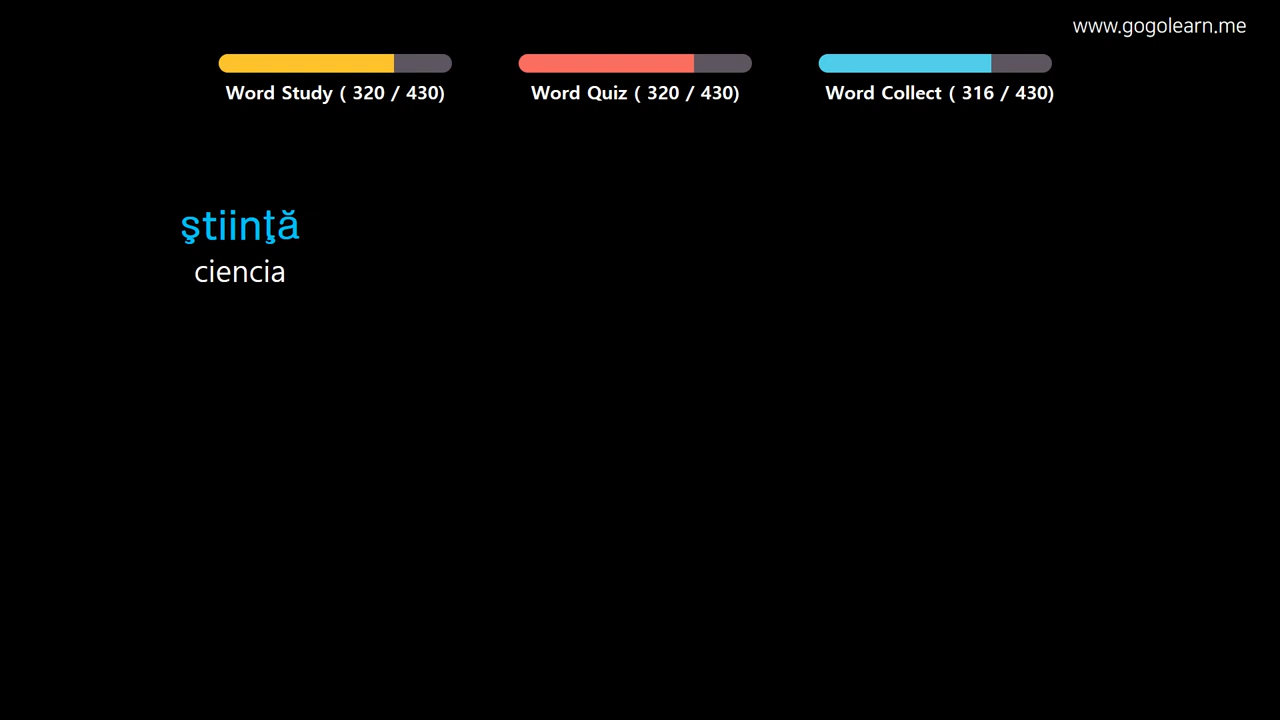 www.gogolearn.me
Word Study ( 320 / 430)
Word Quiz ( 320 / 430)
Word Collect ( 316 / 430)
ştiinţă
ciencia